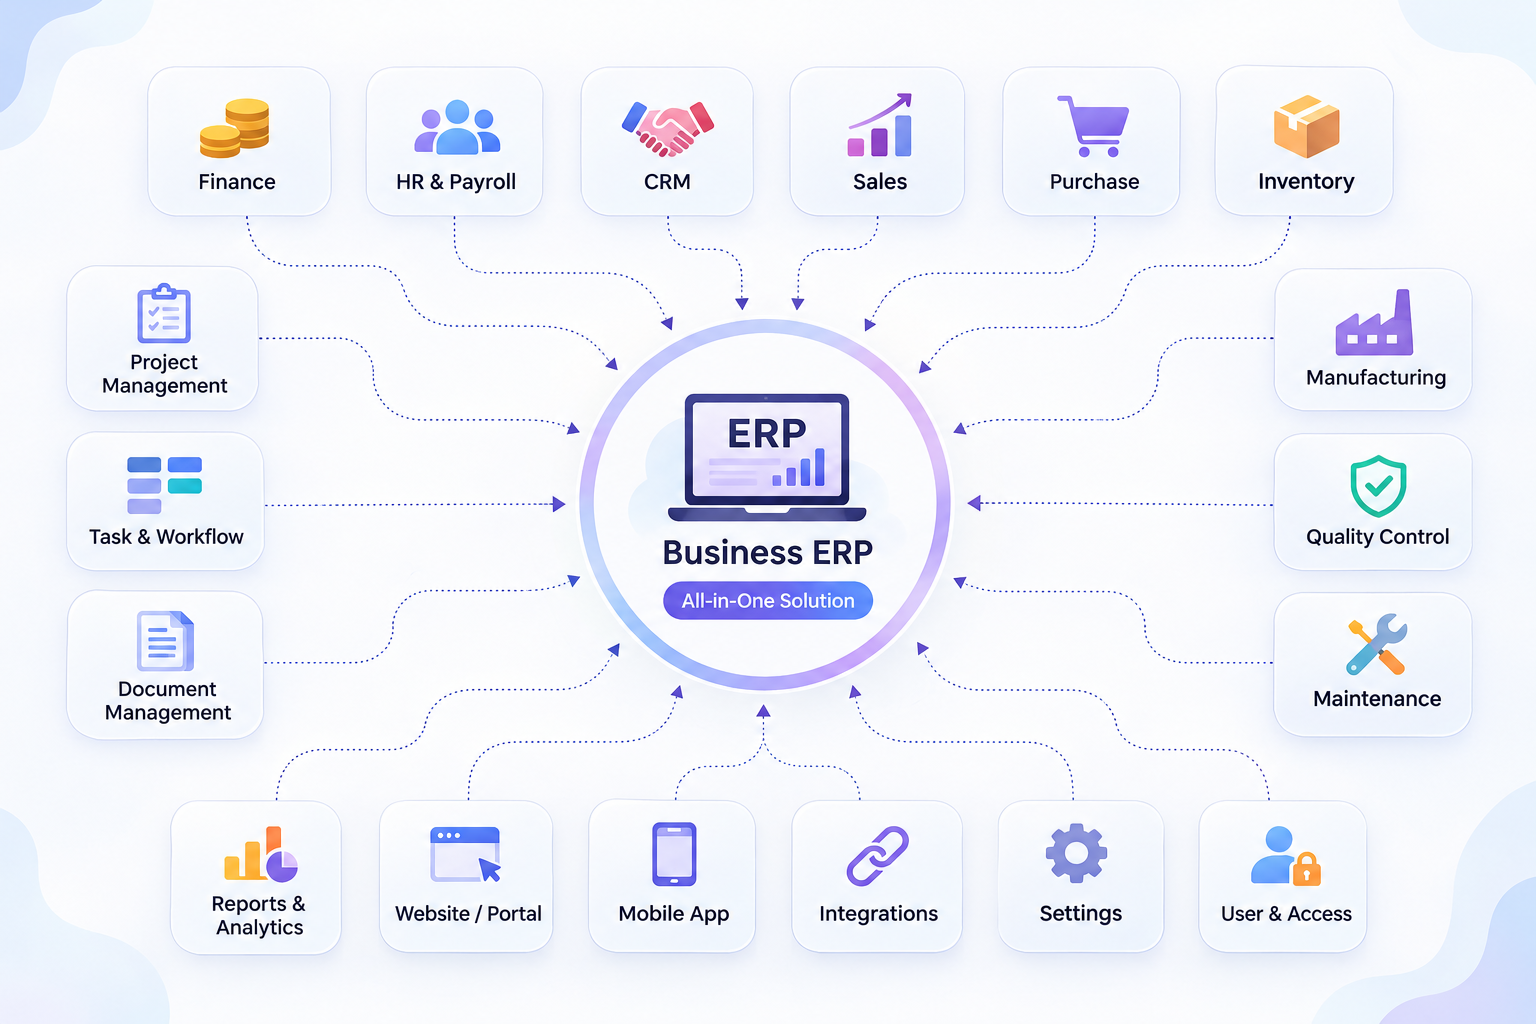 Finance
HR & Payroll
CRM
Sales
Purchase
Inventory
Project
Management
Manufacturing
ERP
Task & Workflow
Quality Control
Business ERP
All-in-One Solution
Document
Management
Maintenance
Reports &
Analytics
Website / Portal
Mobile App
Integrations
Settings
User & Access